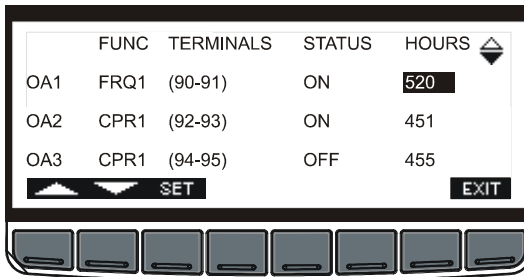 FUNC TERMINALS STATUS HOURS
OA1 FRQ1 (90-91) ON 520
OA2 CPR1 (92-93) ON 451
OA3 CPR1 (94-95) OFF 455
SET EXIT